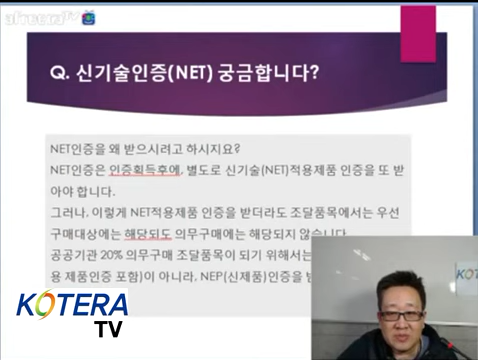 afreecaTV
Q. 신기술인증(NET) 궁금합니다?
NET인증을 왜 받으시려고 하시지요?
NET인증은 인증획득후에, 별도로 신기술(NET)적용제품 인증을 또 받
아야 합니다.
그러나, 이렇게 NET적용제품 인증을 받더라도 조달품목에서는 우선
구매대상에는 해당되도 의무구매에는 해당되지 않습니다.
공공기관 20% 의무구매 조달품목이 되기 위해서는
용 제품인증 포함)이 아니라, NEP(신제품)인증을
KOTERA
TV